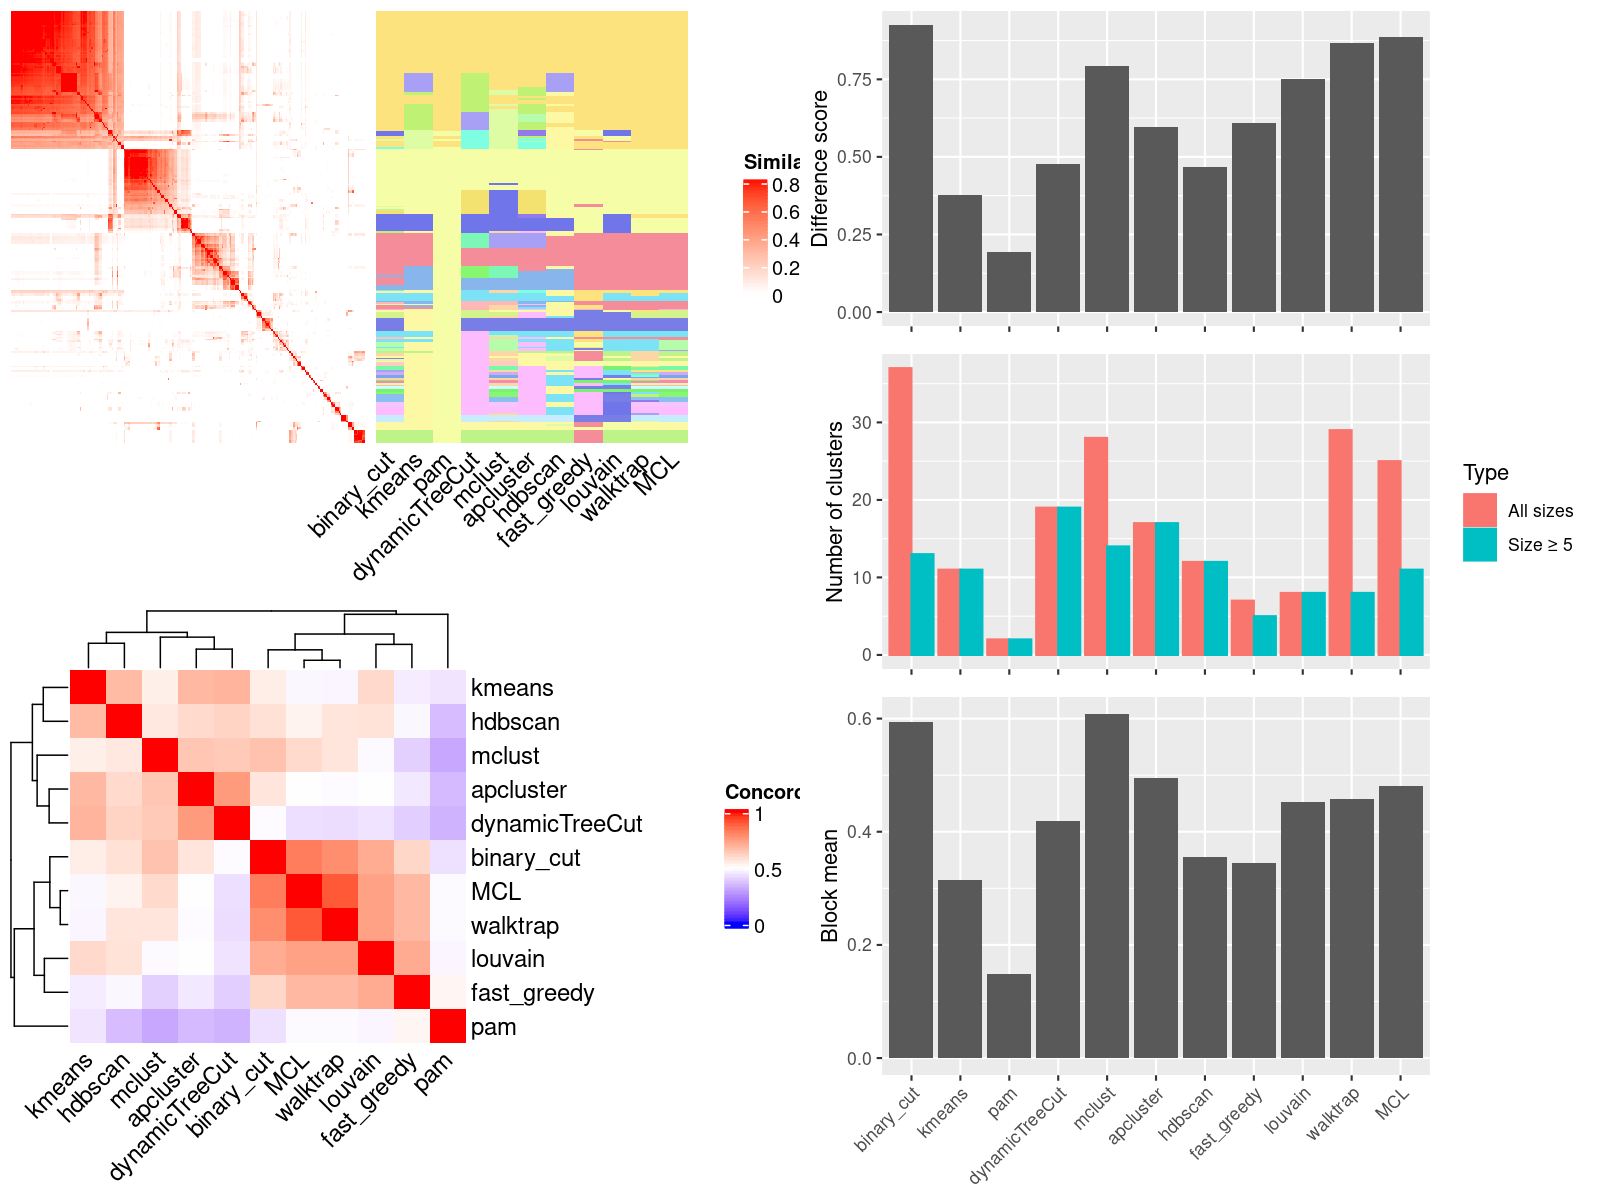 Simila
0.8
0.6
0.4
0.2
0
binary_cut
kmeans
pam
dynamicTreeCut
mclust
apcluster
hdbscan
fast_greedy
louvain
walktrap
MCL
Difference score
0.75
0.50
0.25
0.00
Number of clusters
30
20
10
0
Type
All sizes
Size ≥ 5
kmeans
hdbscan
mclust
apcluster
dynamicTreeCut
binary_cut
MCL
walktrap
louvain
fast_greedy
pam
kmeans
hdbscan
mclust
apcluster
dynamicTreeCut
binary_cut
MCL
walktrap
louvain
fast_greedy
pam
Concord
1
0.5
0
Block mean
0.6
0.4
0.2
0.0
binary_cut
kmeans
pam
dynamicTreeCut
mclust
apcluster
hdbscan
fast_greedy
louvain
walktrap
MCL